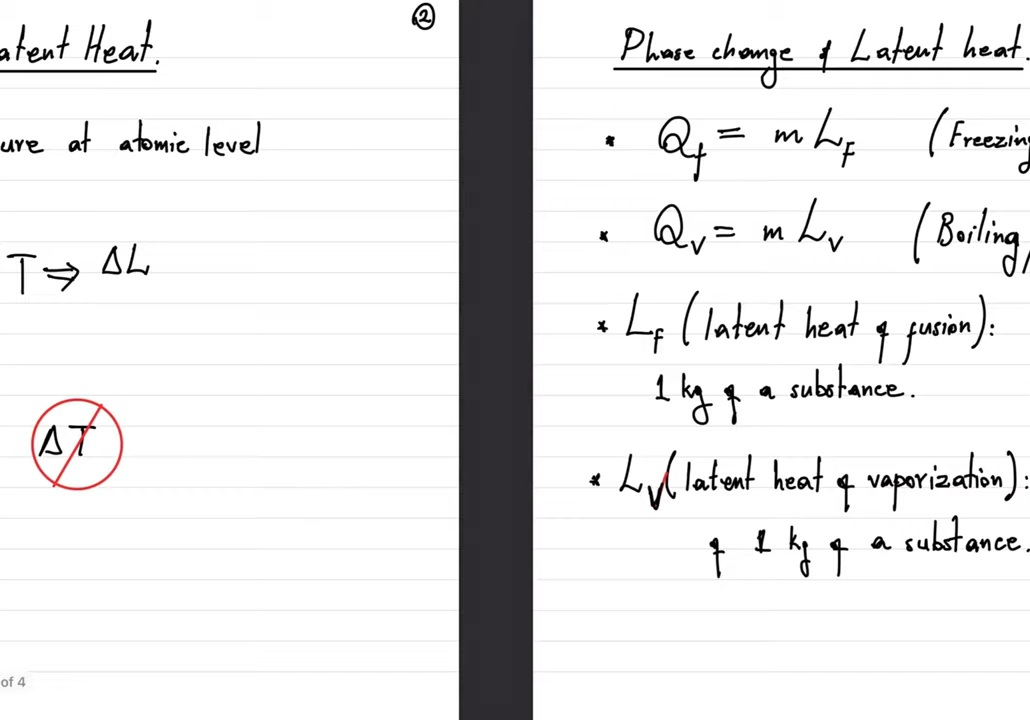 ②
atent Heat.
ure at atomic level
T ⇒ ΔL
ΔT
of 4
Phase change & Latent heat.
* Qf = m Lf (Freezing
* Qv = m Lv (Boiling,
* Lf (latent heat of fusion):
1 kg of a substance.
* Lv (latent heat of vaporization):
of 1 kg of a substance.